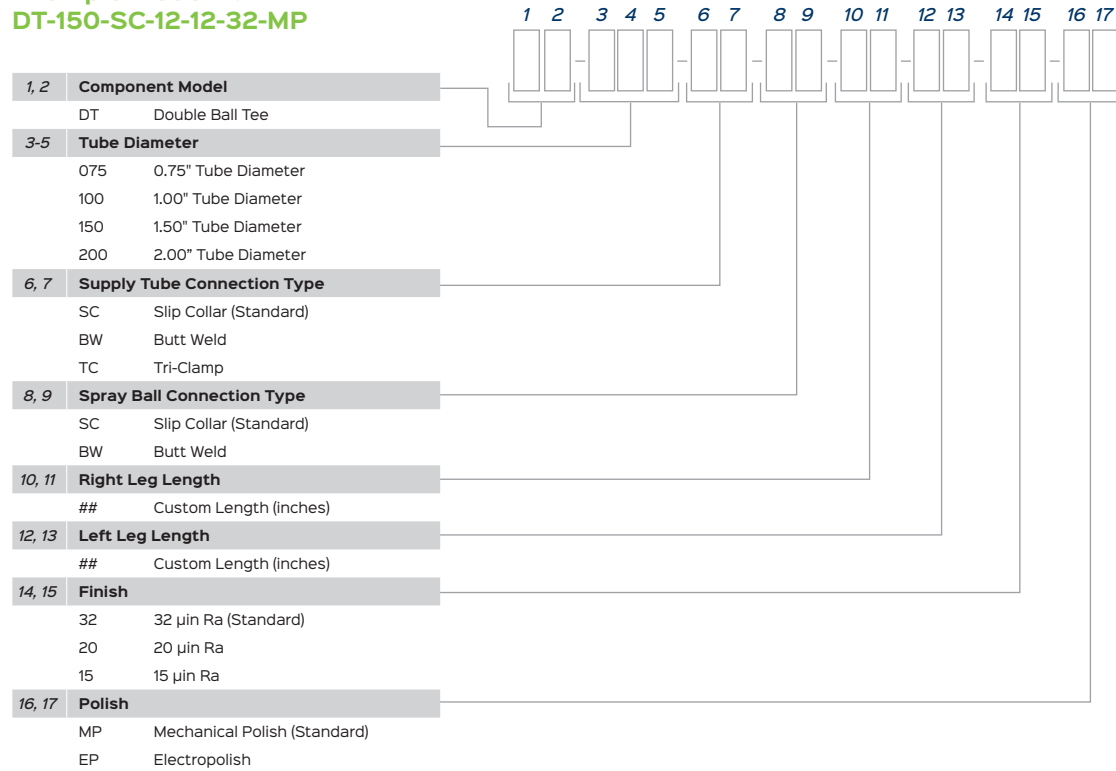 DT-150-SC-12-12-32-MP
1 2 3 4 5 6 7 8 9 10 11 12 13 14 15 16 17
- - - - - - -
1, 2 Component Model
DT Double Ball Tee
3-5 Tube Diameter
075 0.75" Tube Diameter
100 1.00" Tube Diameter
150 1.50" Tube Diameter
200 2.00” Tube Diameter
6, 7 Supply Tube Connection Type
SC Slip Collar (Standard)
BW Butt Weld
TC Tri-Clamp
8, 9 Spray Ball Connection Type
SC Slip Collar (Standard)
BW Butt Weld
10, 11 Right Leg Length
## Custom Length (inches)
12, 13 Left Leg Length
## Custom Length (inches)
14, 15 Finish
32 32 µin Ra (Standard)
20 20 µin Ra
15 15 µin Ra
16, 17 Polish
MP Mechanical Polish (Standard)
EP Electropolish